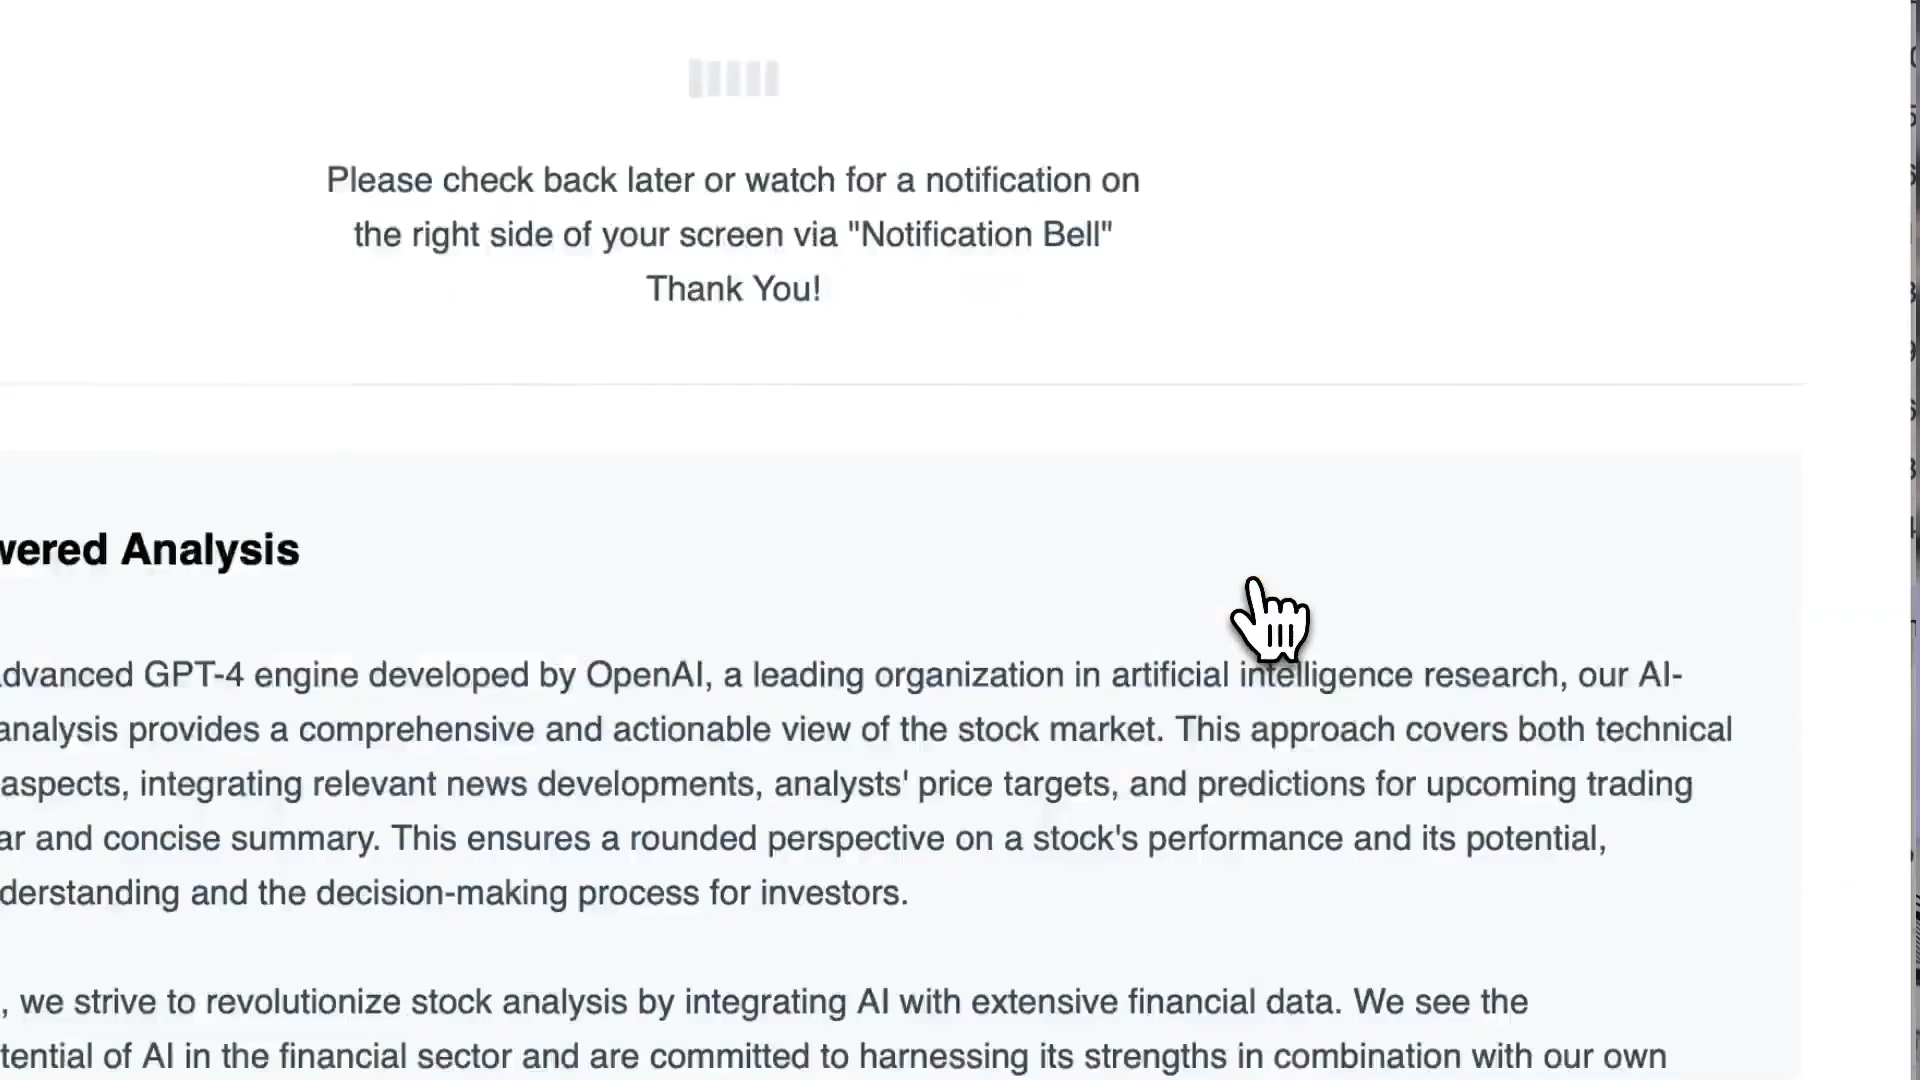 Please check back later or watch for a notification on
the right side of your screen via "Notification Bell"
Thank You!
wered Analysis
dvanced GPT-4 engine developed by OpenAI, a leading organization in artificial intelligence research, our AI-
analysis provides a comprehensive and actionable view of the stock market. This approach covers both technical
aspects, integrating relevant news developments, analysts' price targets, and predictions for upcoming trading
ar and concise summary. This ensures a rounded perspective on a stock's performance and its potential,
derstanding and the decision-making process for investors.
, we strive to revolutionize stock analysis by integrating AI with extensive financial data. We see the
tential of AI in the financial sector and are committed to harnessing its strengths in combination with our own